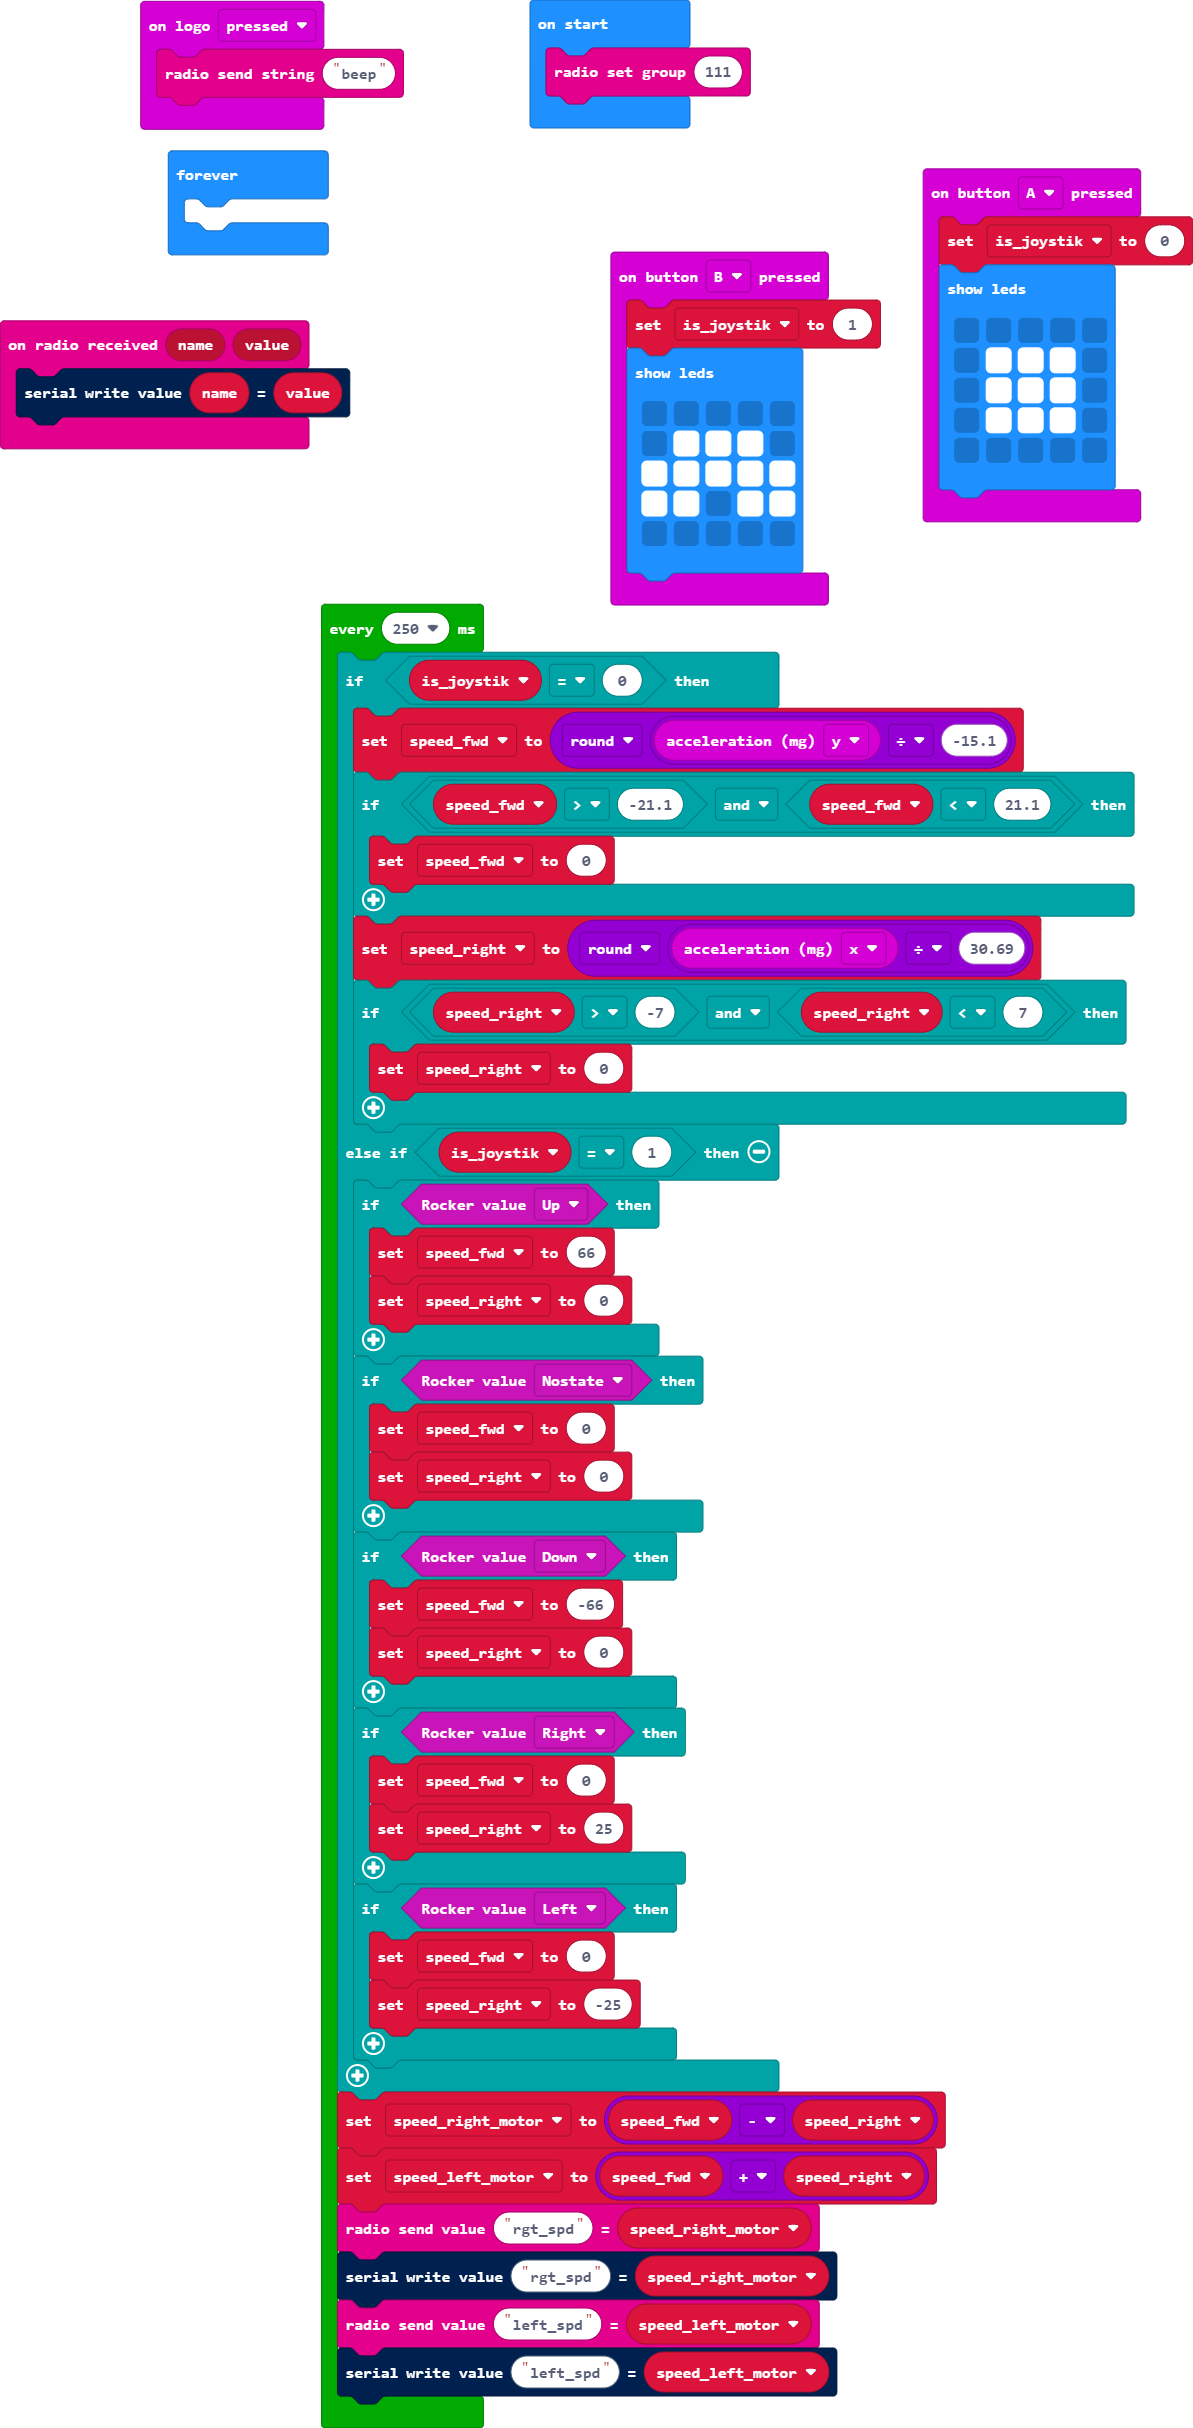 on logo pressed
radio send string "beep"
on start
radio set group 111
forever
on button A pressed
set is_joystik to 0
show leds
on button B pressed
set is_joystik to 1
show leds
on radio received name value
serial write value name = value
every 250 ms
if is_joystik = 0 then
set speed_fwd to round acceleration (mg) y ÷ -15.1
if speed_fwd > -21.1 and speed_fwd < 21.1 then
set speed_fwd to 0
set speed_right to round acceleration (mg) x ÷ 30.69
if speed_right > -7 and speed_right < 7 then
set speed_right to 0
else if is_joystik = 1 then
if Rocker value Up then
set speed_fwd to 66
set speed_right to 0
if Rocker value Nostate then
set speed_fwd to 0
set speed_right to 0
if Rocker value Down then
set speed_fwd to -66
set speed_right to 0
if Rocker value Right then
set speed_fwd to 0
set speed_right to 25
if Rocker value Left then
set speed_fwd to 0
set speed_right to -25
set speed_right_motor to speed_fwd - speed_right
set speed_left_motor to speed_fwd + speed_right
radio send value "rgt_spd" = speed_right_motor
serial write value "rgt_spd" = speed_right_motor
radio send value "left_spd" = speed_left_motor
serial write value "left_spd" = speed_left_motor